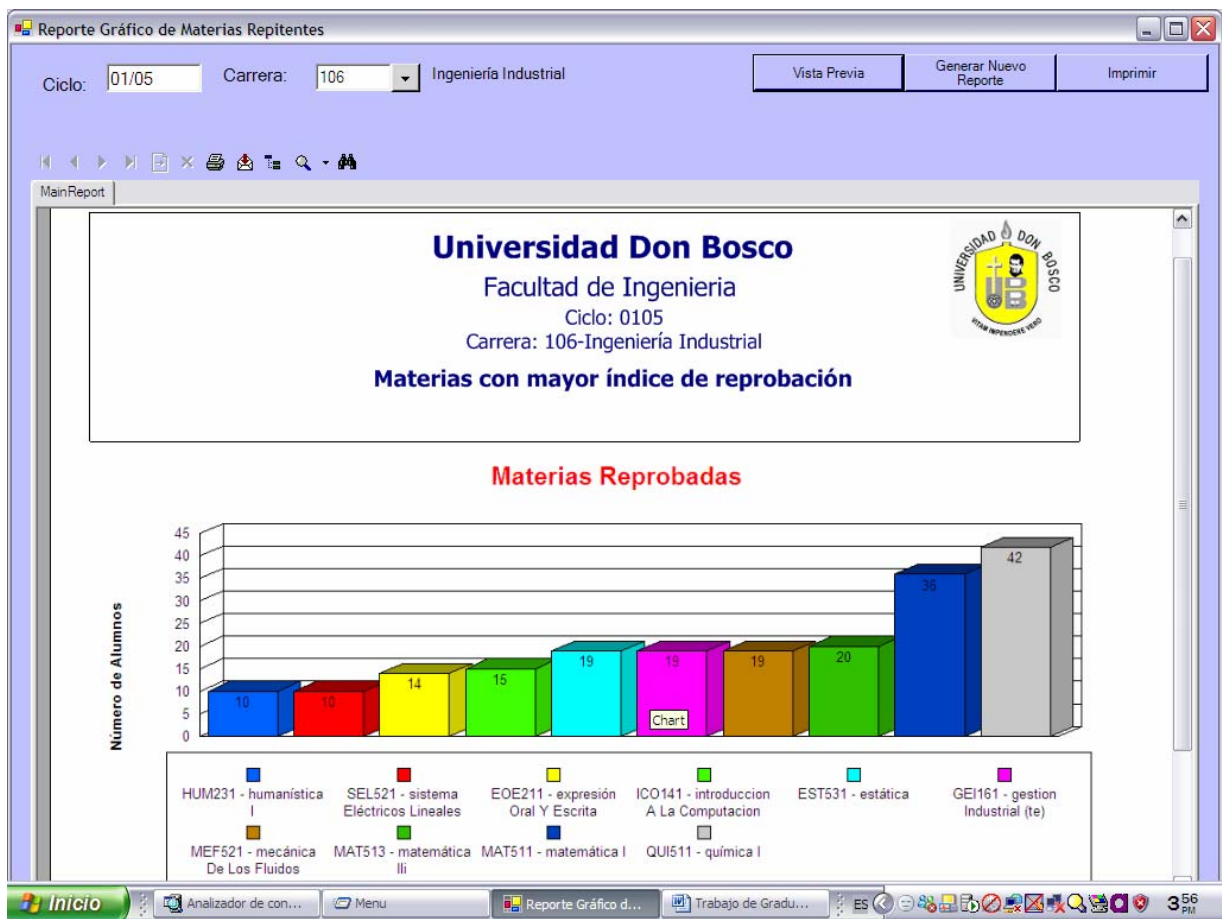 Reporte Gráfico de Materias Repitentes
Ciclo: 01/05 Carrera: 106 Ingeniería Industrial Vista Previa Generar Nuevo Reporte Imprimir
MainReport
Universidad Don Bosco
Facultad de Ingenieria
Ciclo: 0105
Carrera: 106-Ingeniería Industrial
Materias con mayor índice de reprobación
UNIVERSIDAD DON BOSCO
UDB
VITAM IMPENDERE VERO
Materias Reprobadas
Número de Alumnos
45
40
35
30
25
20
15
10
5
0
10 10 14 15 19 19 19 20 36 42
Chart
HUM231 - humanística I
SEL521 - sistema Eléctricos Lineales
EOE211 - expresión Oral Y Escrita
ICO141 - introduccion A La Computacion
EST531 - estática
GEI161 - gestion Industrial (te)
MEF521 - mecánica De Los Fluidos
MAT513 - matemática Iii
MAT511 - matemática I
QUI511 - química I
Inicio Analizador de con... Menu Reporte Gráfico d... Trabajo de Gradu... ES 3:56 PM